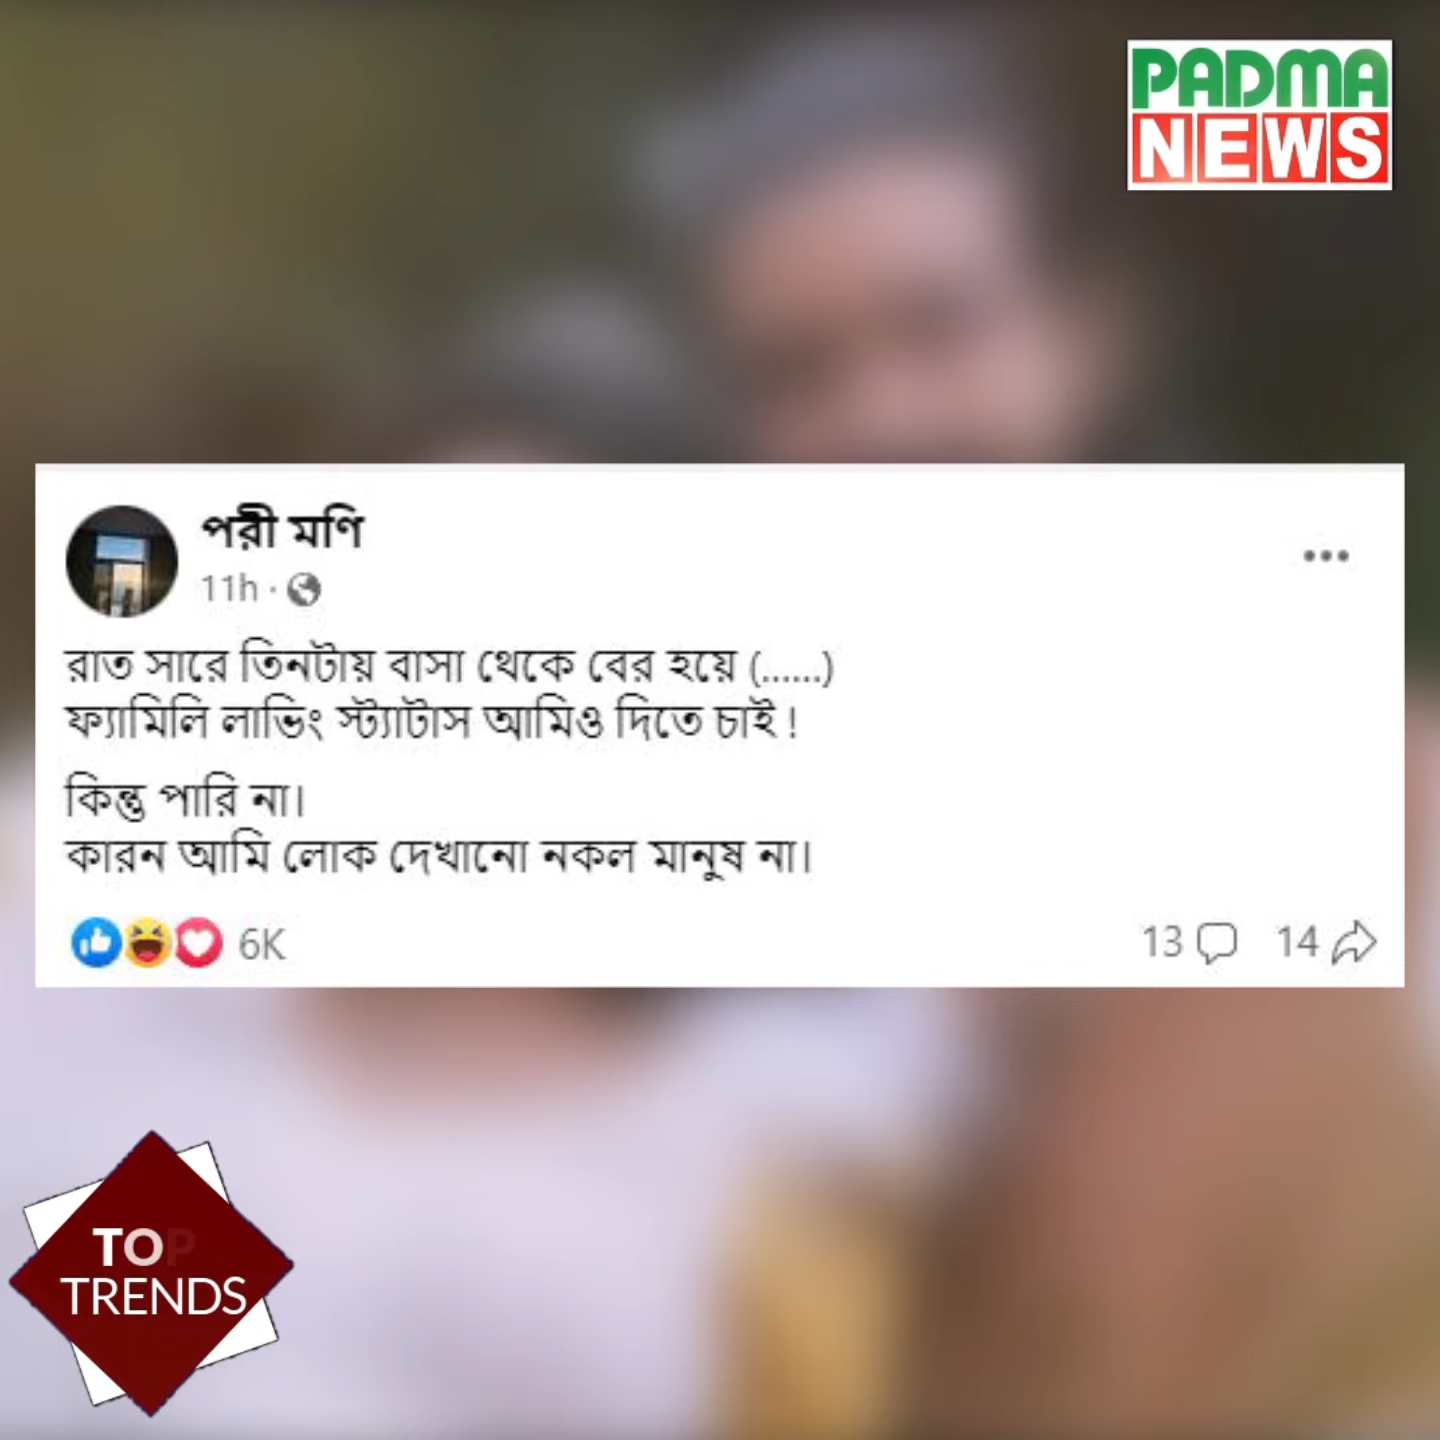 PADMA
NEWS
পরী মণি
11h ·
রাত সারে তিনটায় বাসা থেকে বের হয়ে (......)
ফ্যামিলি লাভিং স্ট্যাটাস আমিও দিতে চাই !
কিন্তু পারি না।
কারন আমি লোক দেখানো নকল মানুষ না।
6K
13
14
TOP
TRENDS